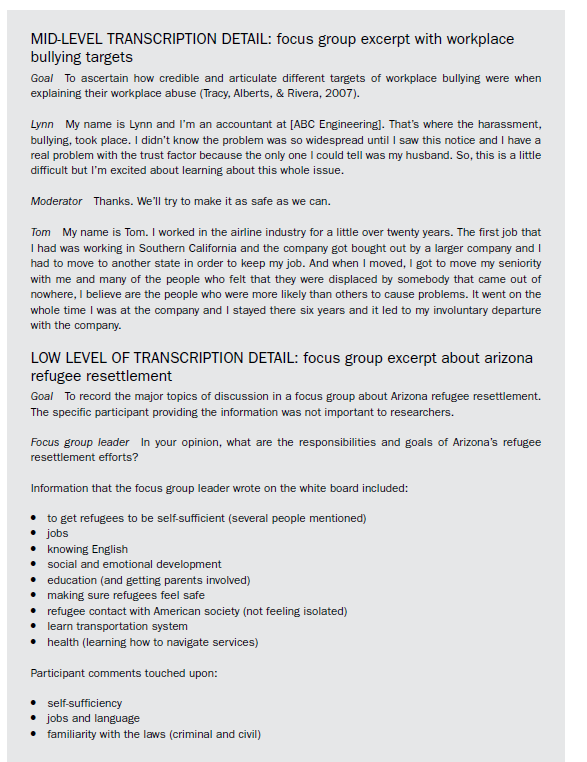 MID-LEVEL TRANSCRIPTION DETAIL: focus group excerpt with workplace
bullying targets
Goal To ascertain how credible and articulate different targets of workplace bullying were when
explaining their workplace abuse (Tracy, Alberts, & Rivera, 2007).
Lynn My name is Lynn and I'm an accountant at [ABC Engineering]. That's where the harassment,
bullying, took place. I didn't know the problem was so widespread until I saw this notice and I have a
real problem with the trust factor because the only one I could tell was my husband. So, this is a little
difficult but I'm excited about learning about this whole issue.
Moderator Thanks. We'll try to make it as safe as we can.
Tom My name is Tom. I worked in the airline industry for a little over twenty years. The first job that
I had was working in Southern California and the company got bought out by a larger company and I
had to move to another state in order to keep my job. And when I moved, I got to move my seniority
with me and many of the people who felt that they were displaced by somebody that came out of
nowhere, I believe are the people who were more likely than others to cause problems. It went on the
whole time I was at the company and I stayed there six years and it led to my involuntary departure
with the company.
LOW LEVEL OF TRANSCRIPTION DETAIL: focus group excerpt about arizona
refugee resettlement
Goal To record the major topics of discussion in a focus group about Arizona refugee resettlement.
The specific participant providing the information was not important to researchers.
Focus group leader In your opinion, what are the responsibilities and goals of Arizona's refugee
resettlement efforts?
Information that the focus group leader wrote on the white board included:
• to get refugees to be self-sufficient (several people mentioned)
• jobs
• knowing English
• social and emotional development
• education (and getting parents involved)
• making sure refugees feel safe
• refugee contact with American society (not feeling isolated)
• learn transportation system
• health (learning how to navigate services)
Participant comments touched upon:
• self-sufficiency
• jobs and language
• familiarity with the laws (criminal and civil)